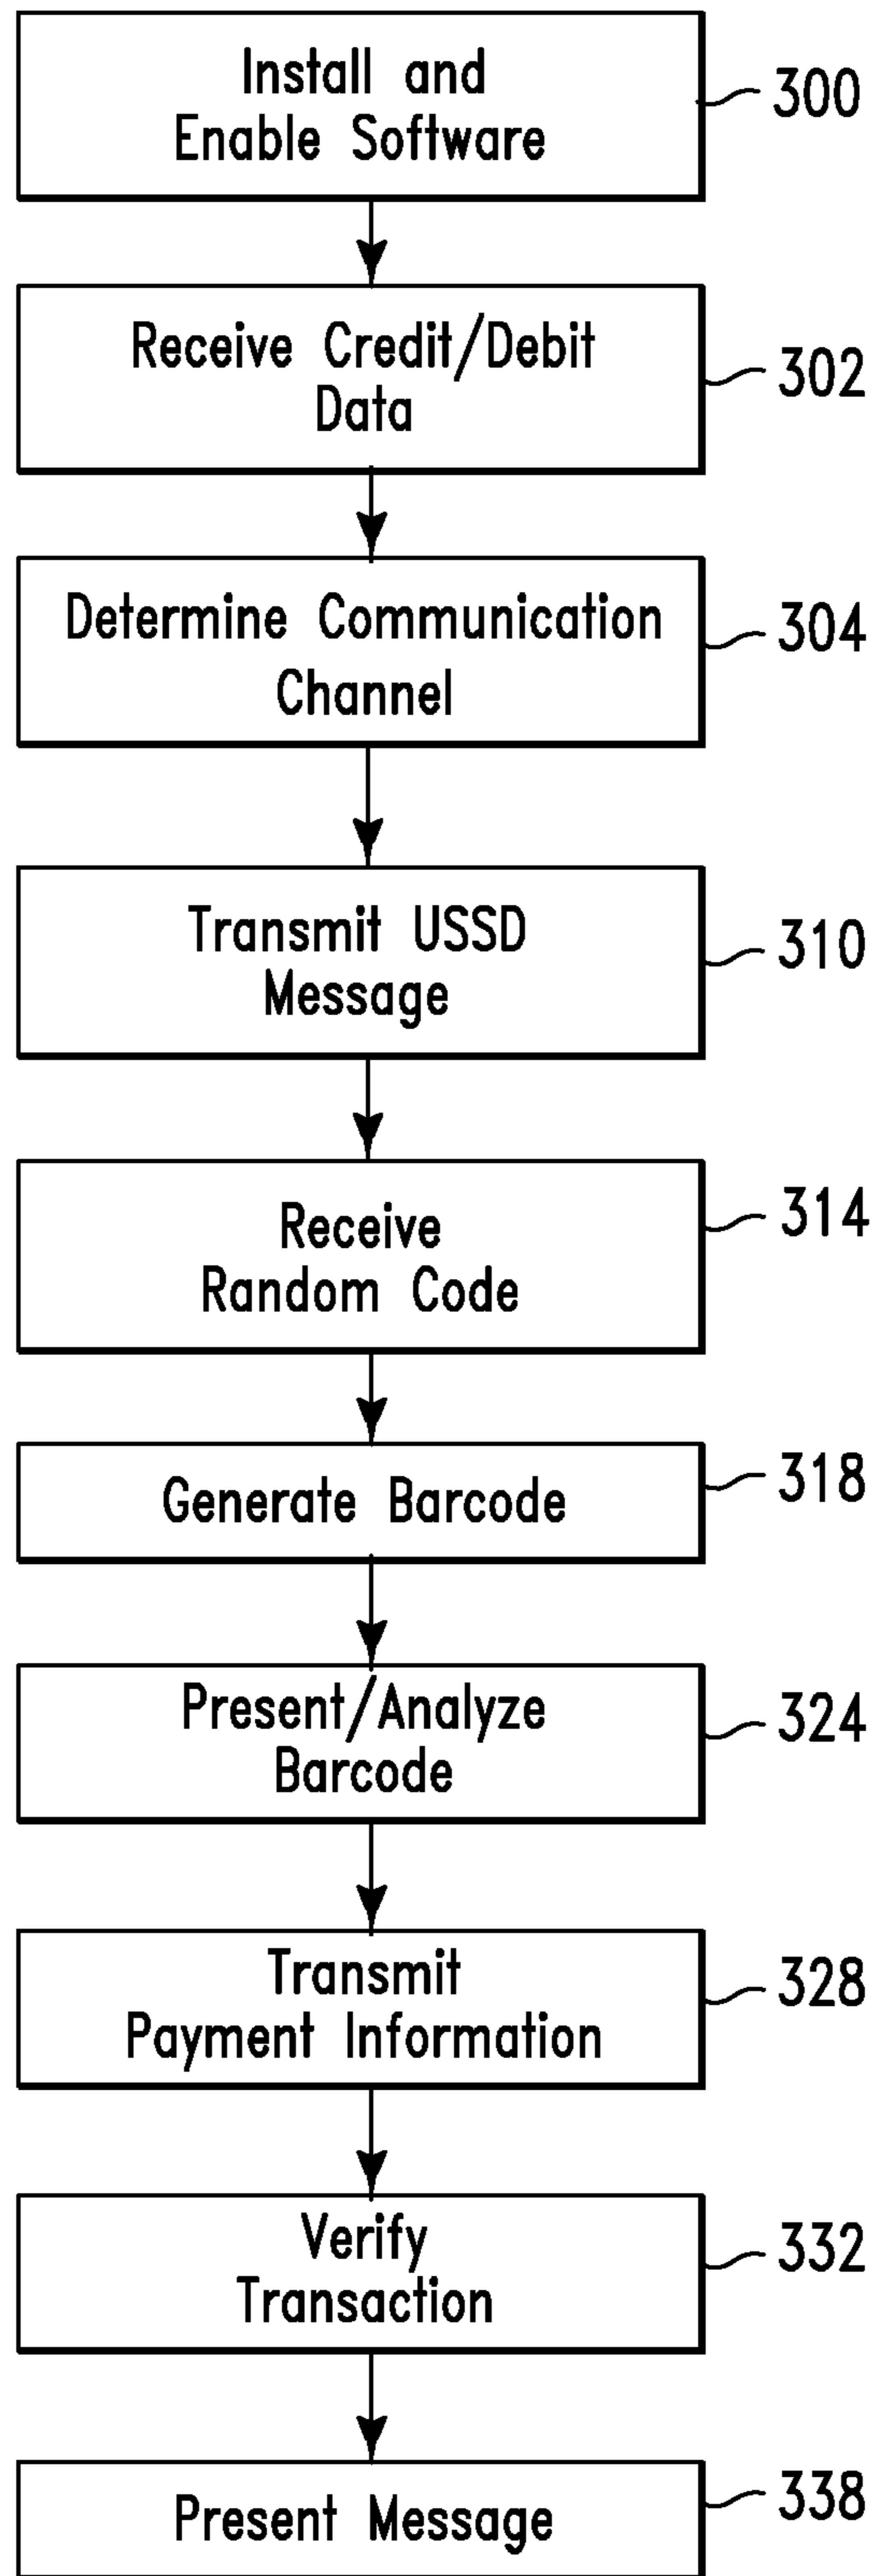 Install and
Enable Software
300
Receive Credit/Debit
Data
302
Determine Communication
Channel
304
Transmit USSD
Message
310
Receive
Random Code
314
Generate Barcode
318
Present/Analyze
Barcode
324
Transmit
Payment Information
328
Verify
Transaction
332
Present Message
338